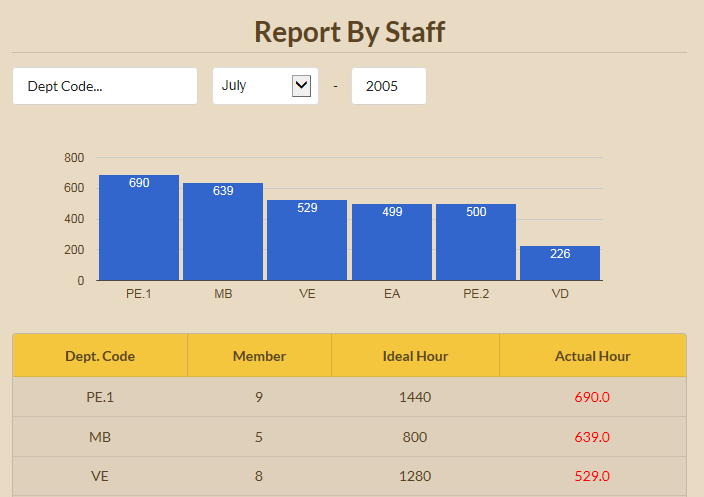 Report By Staff
Dept Code... July - 2005
800
600
400
200
0
690 639 529 499 500 226
PE.1 MB VE EA PE.2 VD
Dept. Code Member Ideal Hour Actual Hour
PE.1 9 1440 690.0
MB 5 800 639.0
VE 8 1280 529.0